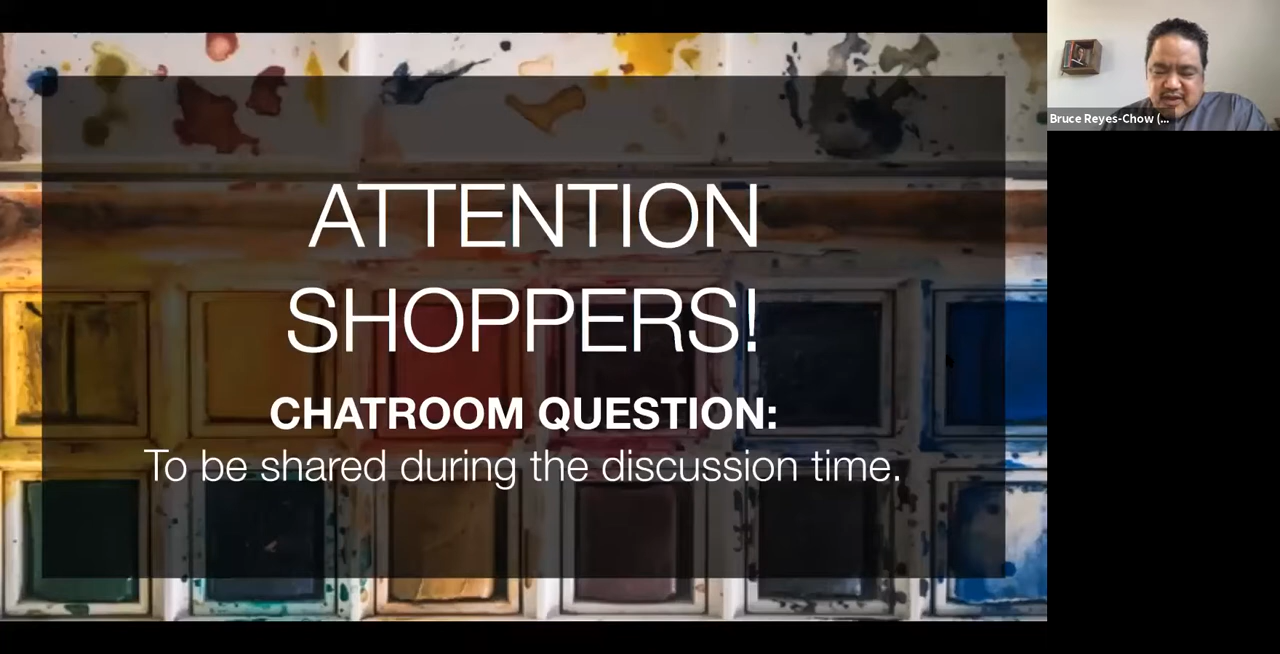 ATTENTION
SHOPPERS!
CHATROOM QUESTION:
To be shared during the discussion time.
Bruce Reyes-Chow (...